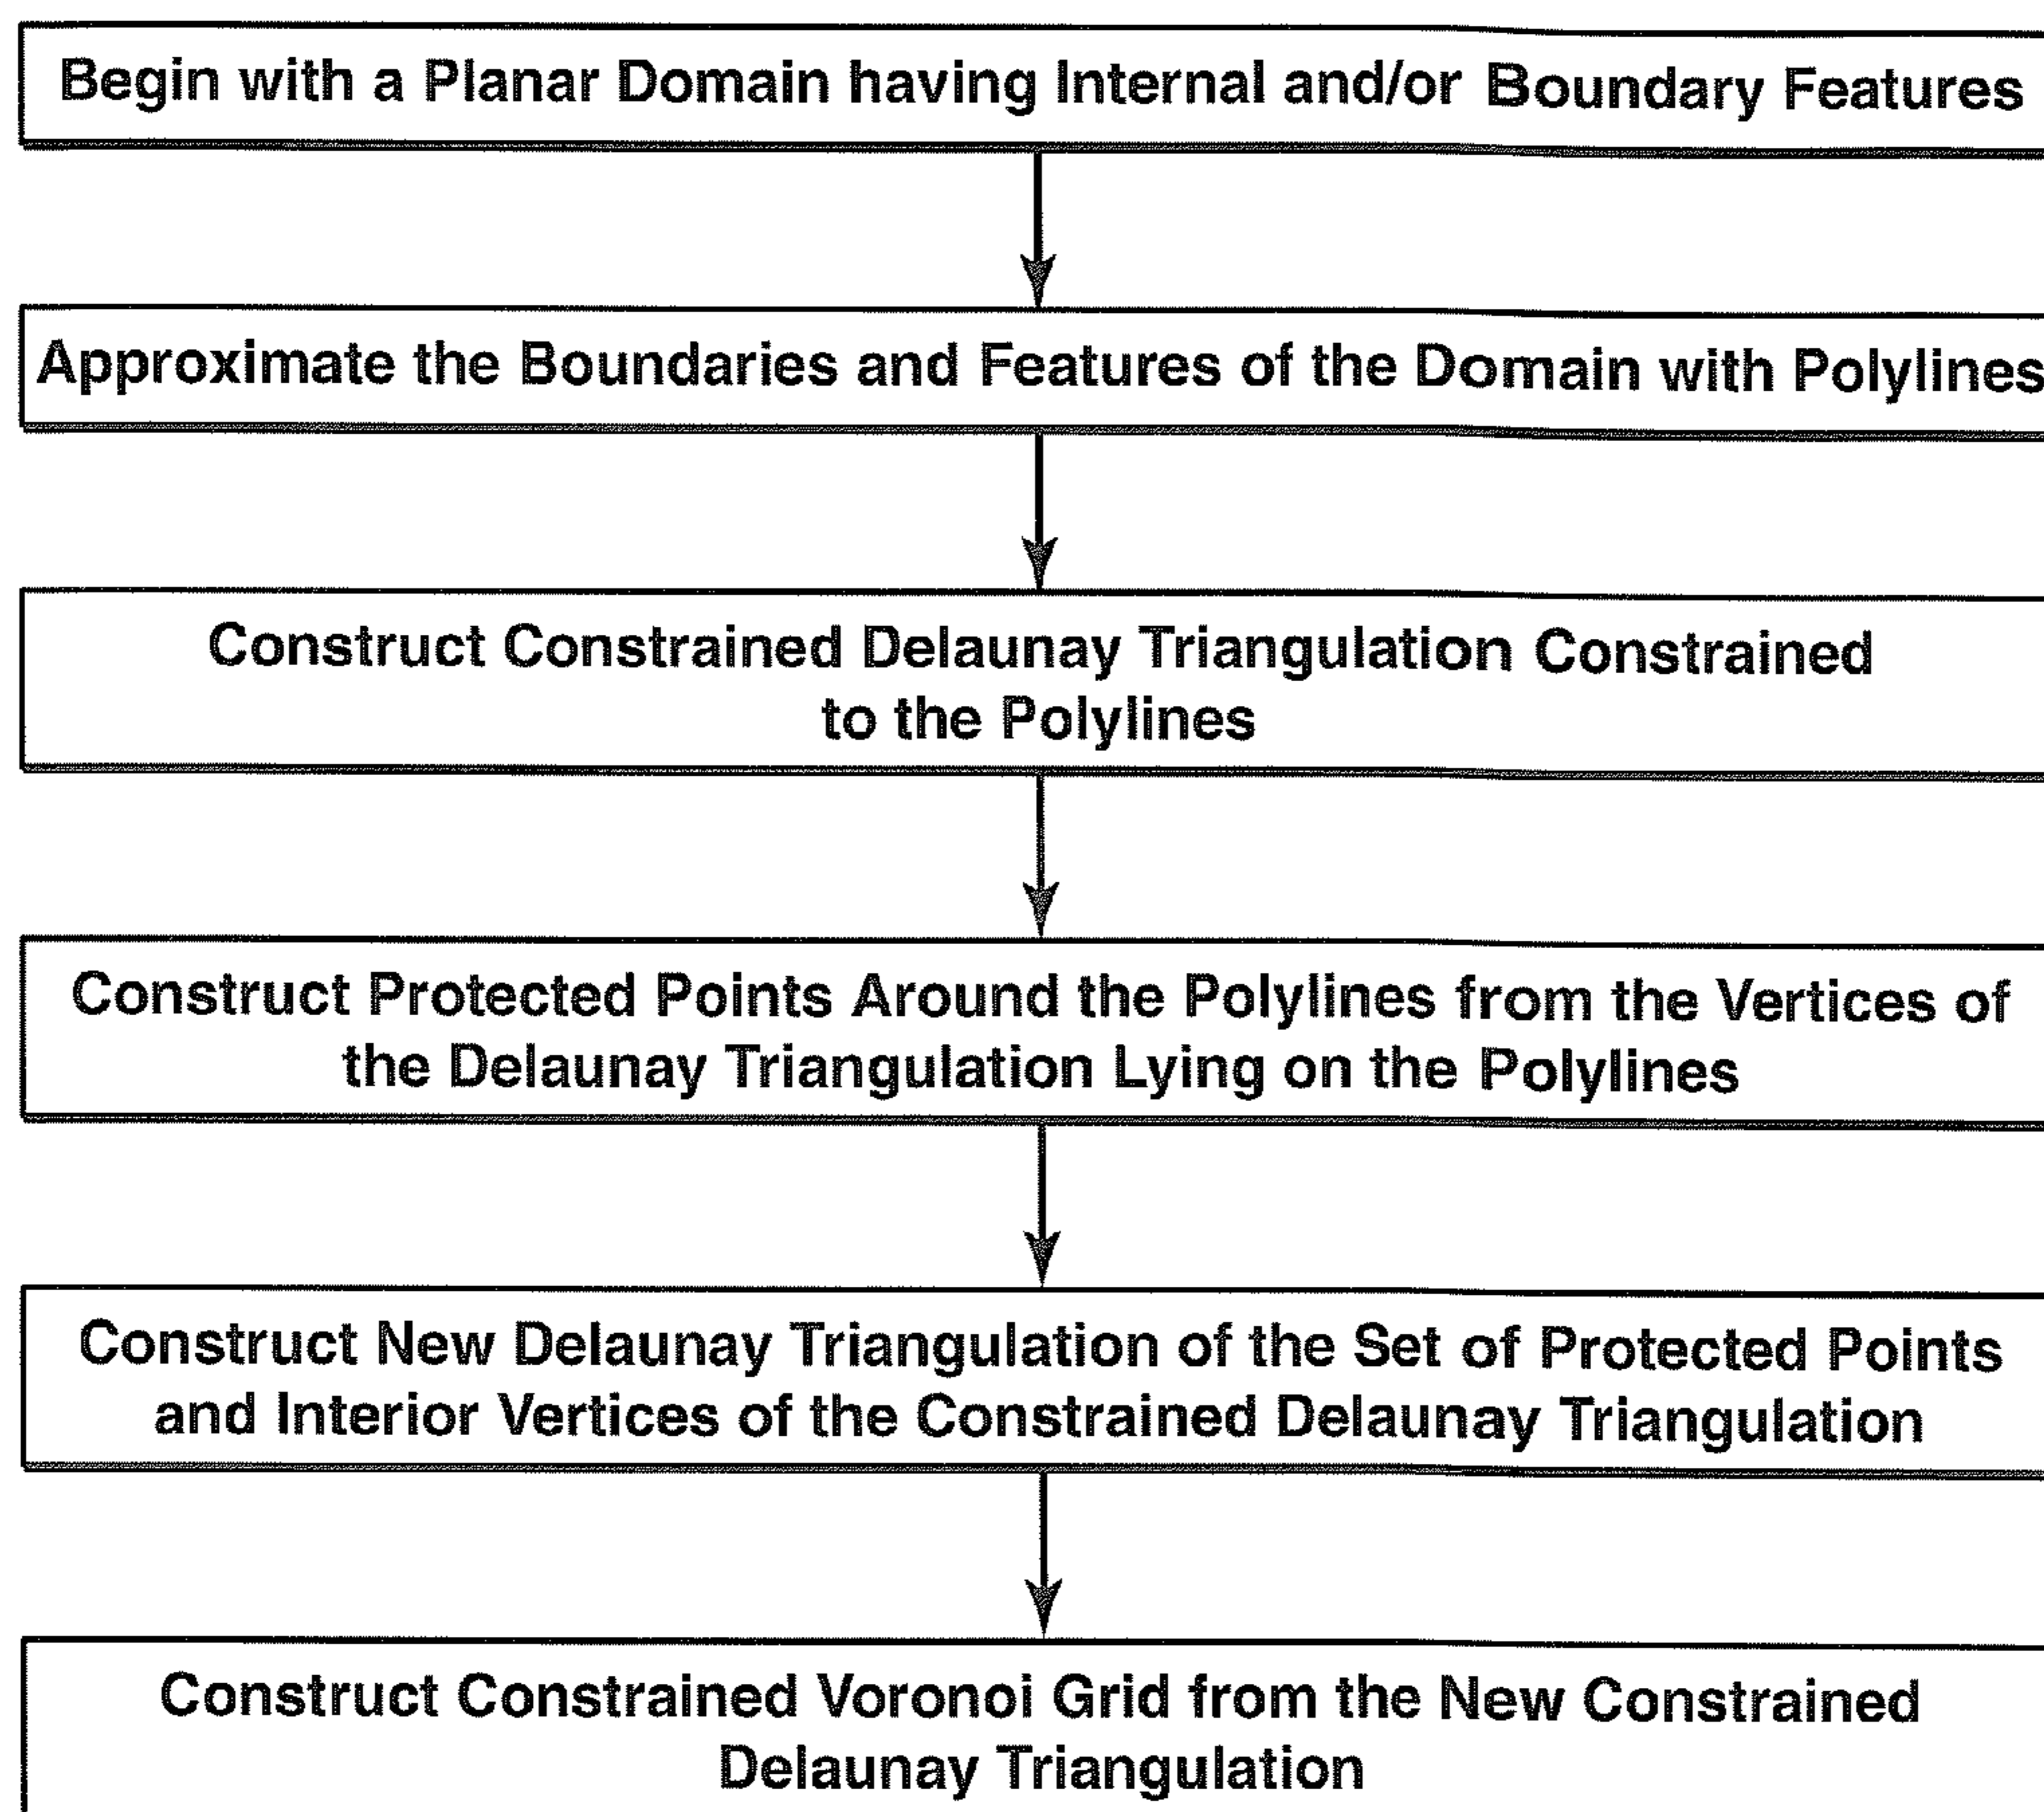 Begin with a Planar Domain having Internal and/or Boundary Features
Approximate the Boundaries and Features of the Domain with Polylines
Construct Constrained Delaunay Triangulation Constrained
to the Polylines
Construct Protected Points Around the Polylines from the Vertices of
the Delaunay Triangulation Lying on the Polylines
Construct New Delaunay Triangulation of the Set of Protected Points
and Interior Vertices of the Constrained Delaunay Triangulation
Construct Constrained Voronoi Grid from the New Constrained
Delaunay Triangulation